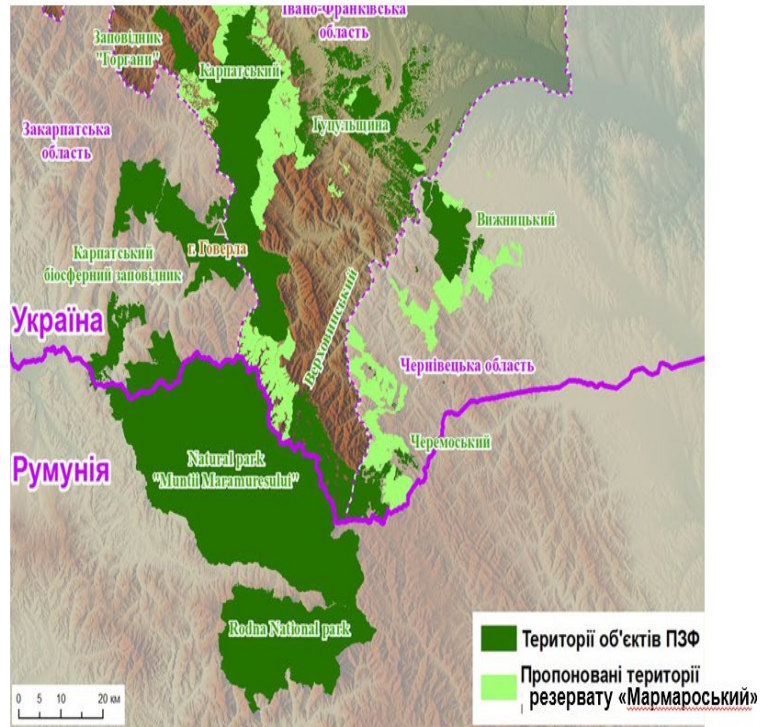 Івано-Франківська
область
Заповідник
"Горгани"
Карпатський
Гуцульщина
Закарпатська
область
Вижницький
г. Говерла
Карпатський
біосферний заповідник
Верховинський
Україна
Чернівецька область
Черемоський
Румунія
Natural park
"Muntii Maramuresului"
Rodna National park
Території об'єктів ПЗФ
Пропоновані території
резервату «Мармароський»
0 5 10 20 км